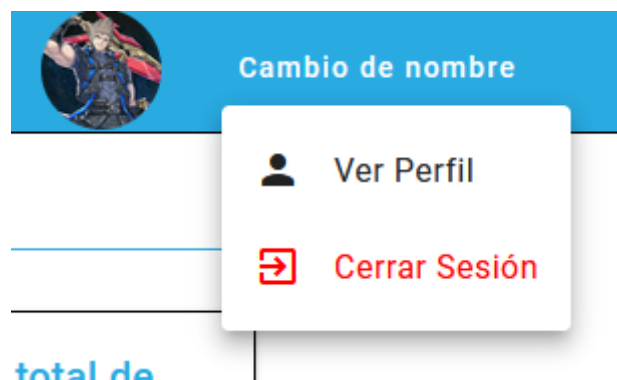 Cambio de nombre
Ver Perfil
Cerrar Sesión
total de